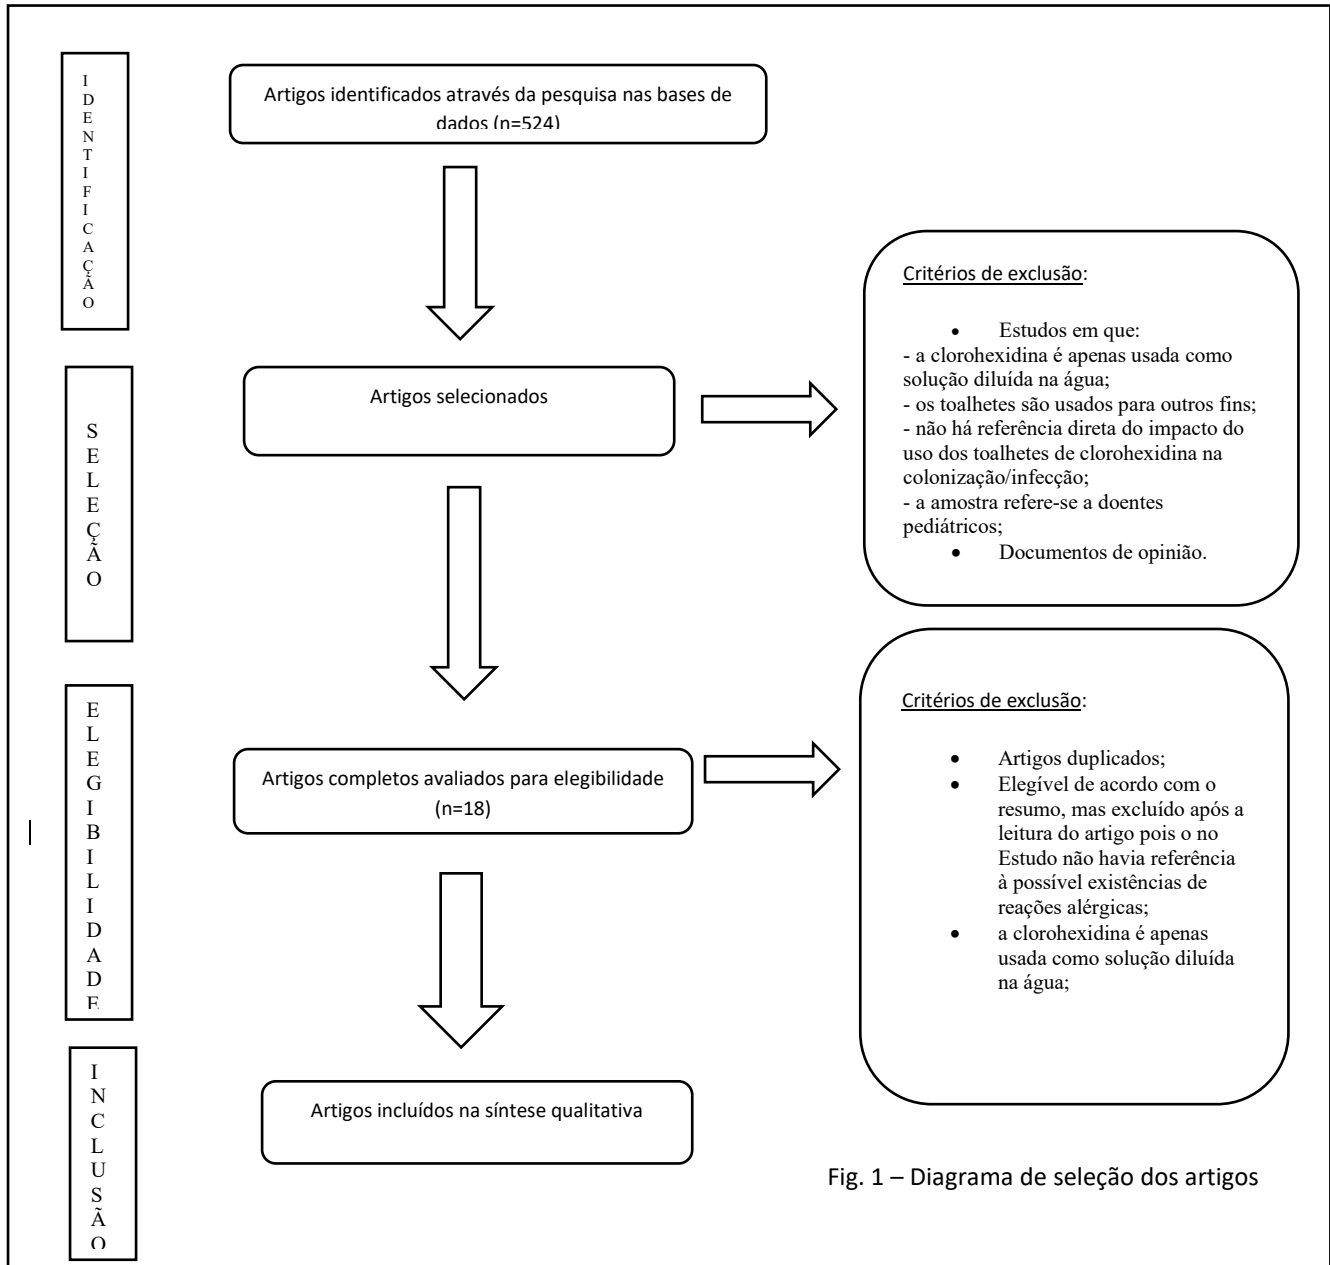 IDENTIFICAÇÃO
Artigos identificados através da pesquisa nas bases de
dados (n=524)
SELEÇÃO
Artigos selecionados
Critérios de exclusão:
• Estudos em que:
- a clorohexidina é apenas usada como
solução diluída na água;
- os toalhetes são usados para outros fins;
- não há referência direta do impacto do
uso dos toalhetes de clorohexidina na
colonização/infecção;
- a amostra refere-se a doentes
pediátricos;
• Documentos de opinião.
ELEGIBILIDADE
Artigos completos avaliados para elegibilidade
(n=18)
Critérios de exclusão:
• Artigos duplicados;
• Elegível de acordo com o
resumo, mas excluído após a
leitura do artigo pois o no
Estudo não havia referência
à possível existências de
reações alérgicas;
• a clorohexidina é apenas
usada como solução diluída
na água;
INCLUSÃO
Artigos incluídos na síntese qualitativa
Fig. 1 – Diagrama de seleção dos artigos